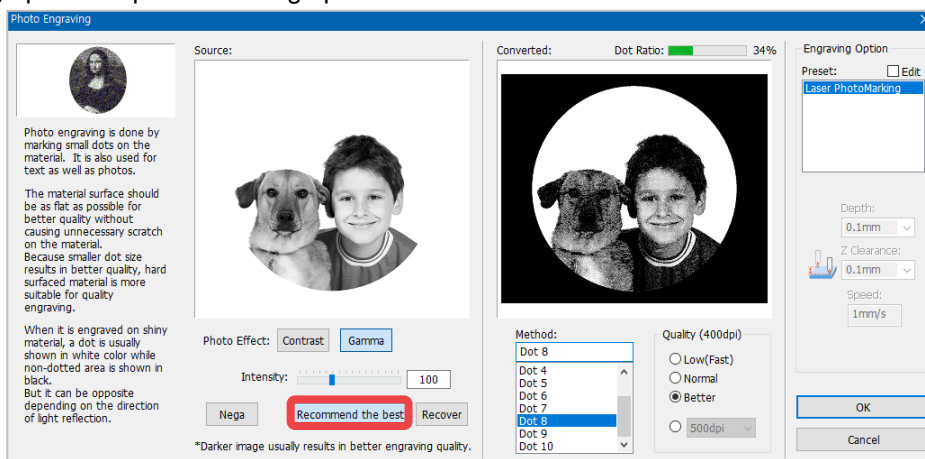 Photo Engraving
Photo engraving is done by
marking small dots on the
material. It is also used for
text as well as photos.
The material surface should
be as flat as possible for
better quality without
causing unnecessary scratch
on the material.
Because smaller dot size
results in better quality, hard
surfaced material is more
suitable for quality
engraving.
When it is engraved on shiny
material, a dot is usually
shown in white color while
non-dotted area is shown in
black.
But it can be opposite
depending on the direction
of light reflection.
Source:
Photo Effect: Contrast Gamma
Intensity: 100
Nega Recommend the best Recover
*Darker image usually results in better engraving quality.
Converted: Dot Ratio: 34%
Method:
Dot 8
Dot 4
Dot 5
Dot 6
Dot 7
Dot 8
Dot 9
Dot 10
Quality (400dpi)
Low(Fast)
Normal
Better
500dpi
Engraving Option
Preset: Edit
Laser PhotoMarking
Depth:
0.1mm
Z Clearance:
0.1mm
Speed:
1mm/s
OK
Cancel